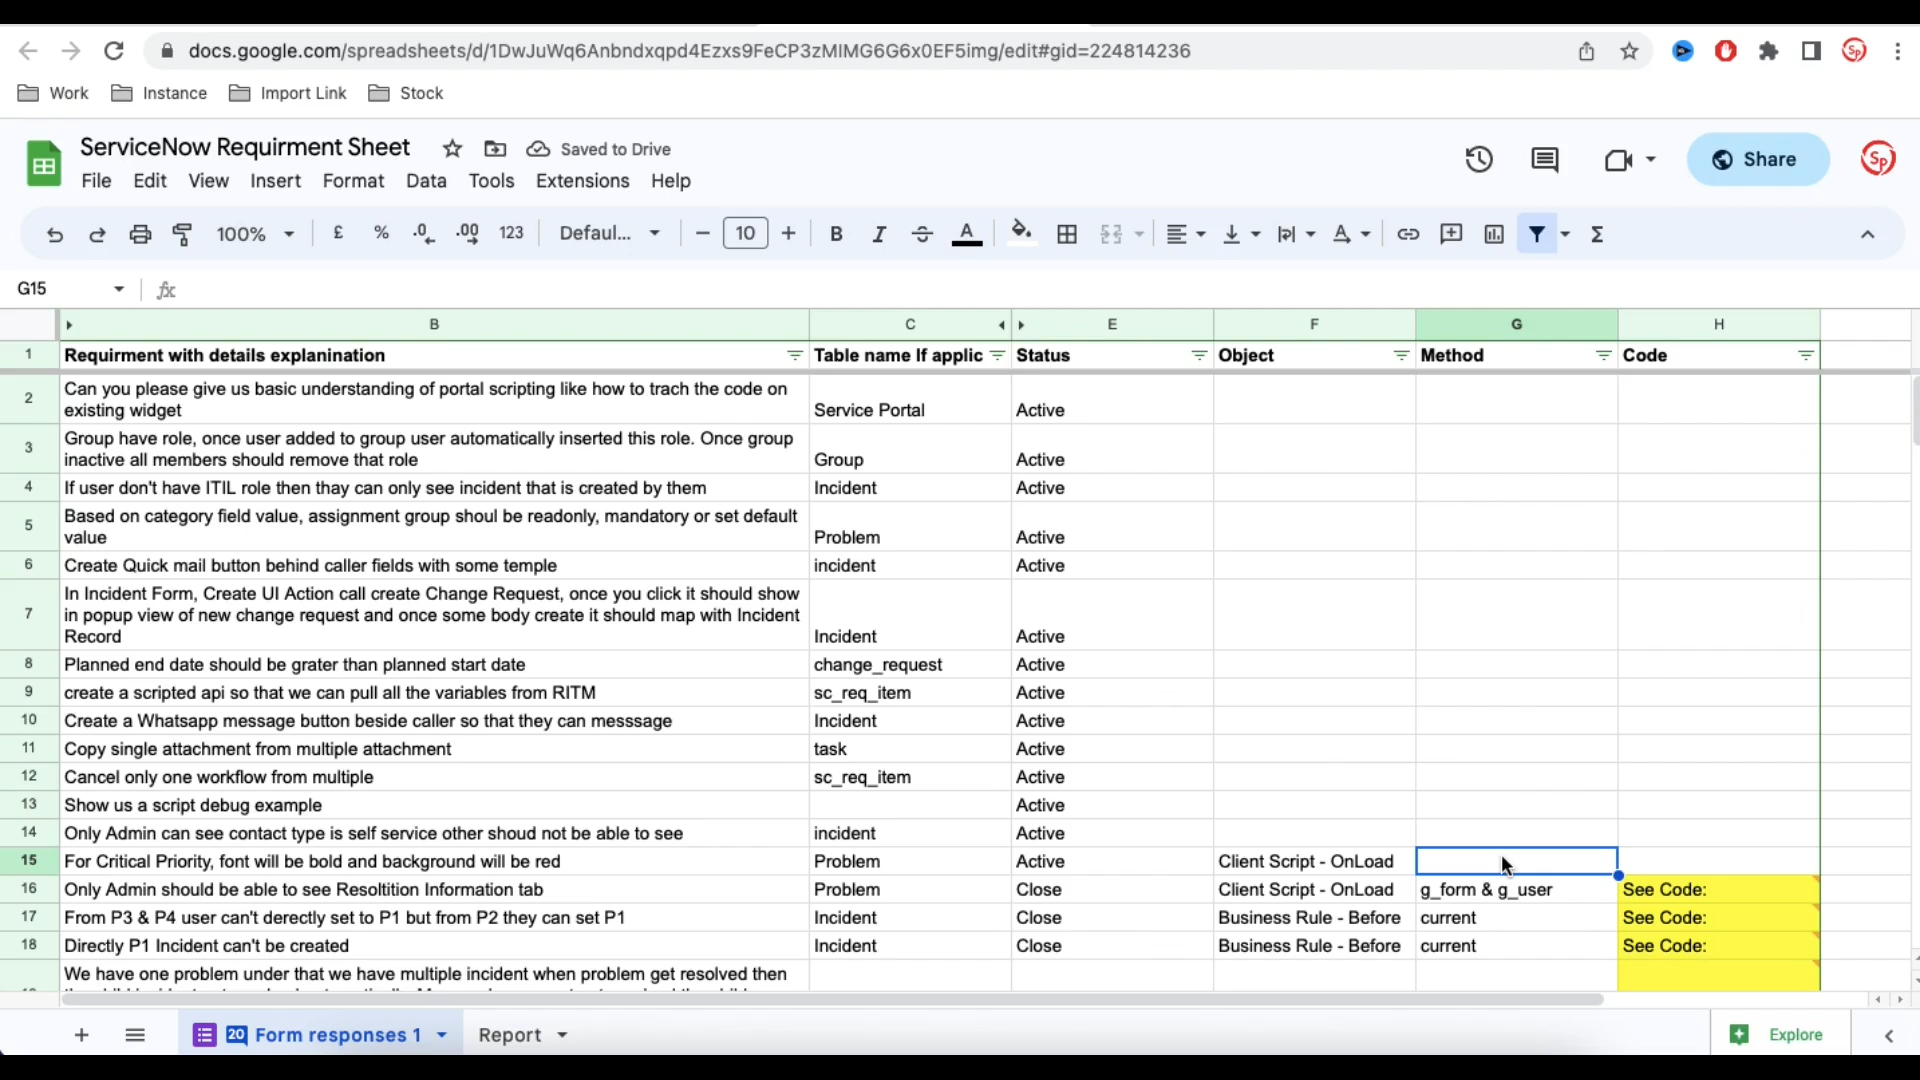 docs.google.com/spreadsheets/d/1DwJuWq6Anbndxqpd4Ezxs9FeCP3zMlMG6G6x0EF5img/edit#gid=224814236
Work Instance Import Link Stock
ServiceNow Requirment Sheet Saved to Drive
File Edit View Insert Format Data Tools Extensions Help
Share
Sp
100% £ % .0 .00 123 Defaul... 10 B I A
G15 fx
B C E F G H
1 Requirment with details explanination Table name If applic Status Object Method Code
2 Can you please give us basic understanding of portal scripting like how to trach the code on
existing widget Service Portal Active
3 Group have role, once user added to group user automatically inserted this role. Once group
inactive all members should remove that role Group Active
4 If user don't have ITIL role then thay can only see incident that is created by them Incident Active
5 Based on category field value, assignment group shoul be readonly, mandatory or set default
value Problem Active
6 Create Quick mail button behind caller fields with some temple incident Active
7 In Incident Form, Create UI Action call create Change Request, once you click it should show
in popup view of new change request and once some body create it should map with Incident
Record Incident Active
8 Planned end date should be grater than planned start date change_request Active
9 create a scripted api so that we can pull all the variables from RITM sc_req_item Active
10 Create a Whatsapp message button beside caller so that they can messsage Incident Active
11 Copy single attachment from multiple attachment task Active
12 Cancel only one workflow from multiple sc_req_item Active
13 Show us a script debug example Active
14 Only Admin can see contact type is self service other shoud not be able to see incident Active
15 For Critical Priority, font will be bold and background will be red Problem Active Client Script - OnLoad
16 Only Admin should be able to see Resoltition Information tab Problem Close Client Script - OnLoad g_form & g_user See Code:
17 From P3 & P4 user can't derectly set to P1 but from P2 they can set P1 Incident Close Business Rule - Before current See Code:
18 Directly P1 Incident can't be created Incident Close Business Rule - Before current See Code:
We have one problem under that we have multiple incident when problem get resolved then
20 Form responses 1 Report Explore